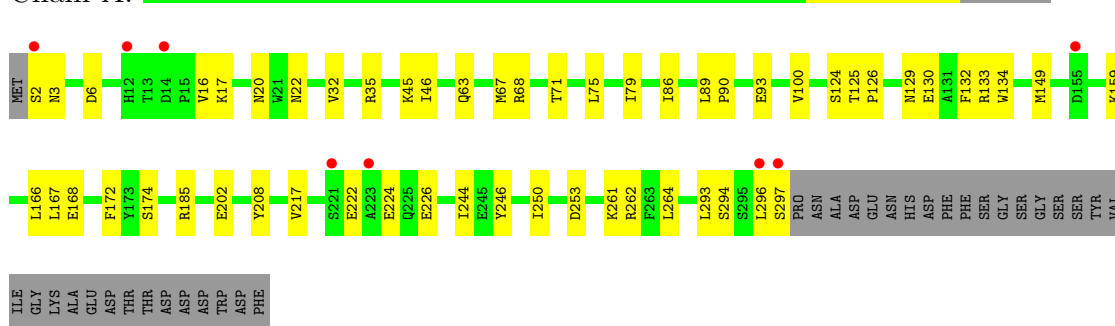 MET S2 N3 D6 H12 T13 D14 P15 V16 K17 N20 W21 N22 V32 R35 K45 I46 Q63 M67 R68 T71 L75 I79 I86 L89 P90 E93 V100 S124 T125 P126 N129 E130 A131 F132 R133 W134 M149 D155 K159
L166 L167 E168 F172 Y173 S174 R185 E202 Y208 V217 S221 E222 A223 E224 Q225 E226 I244 E245 Y246 I250 D253 K261 R262 F263 L264 L293 S294 S295 L296 S297 PRO ASN ALA ASP GLU ASN HIS ASP PHE PHE SER GLY SER GLY SER SER TYR VAL
ILE GLY LYS ALA GLU ASP THR THR ASP ASP ASP TRP ASP PHE